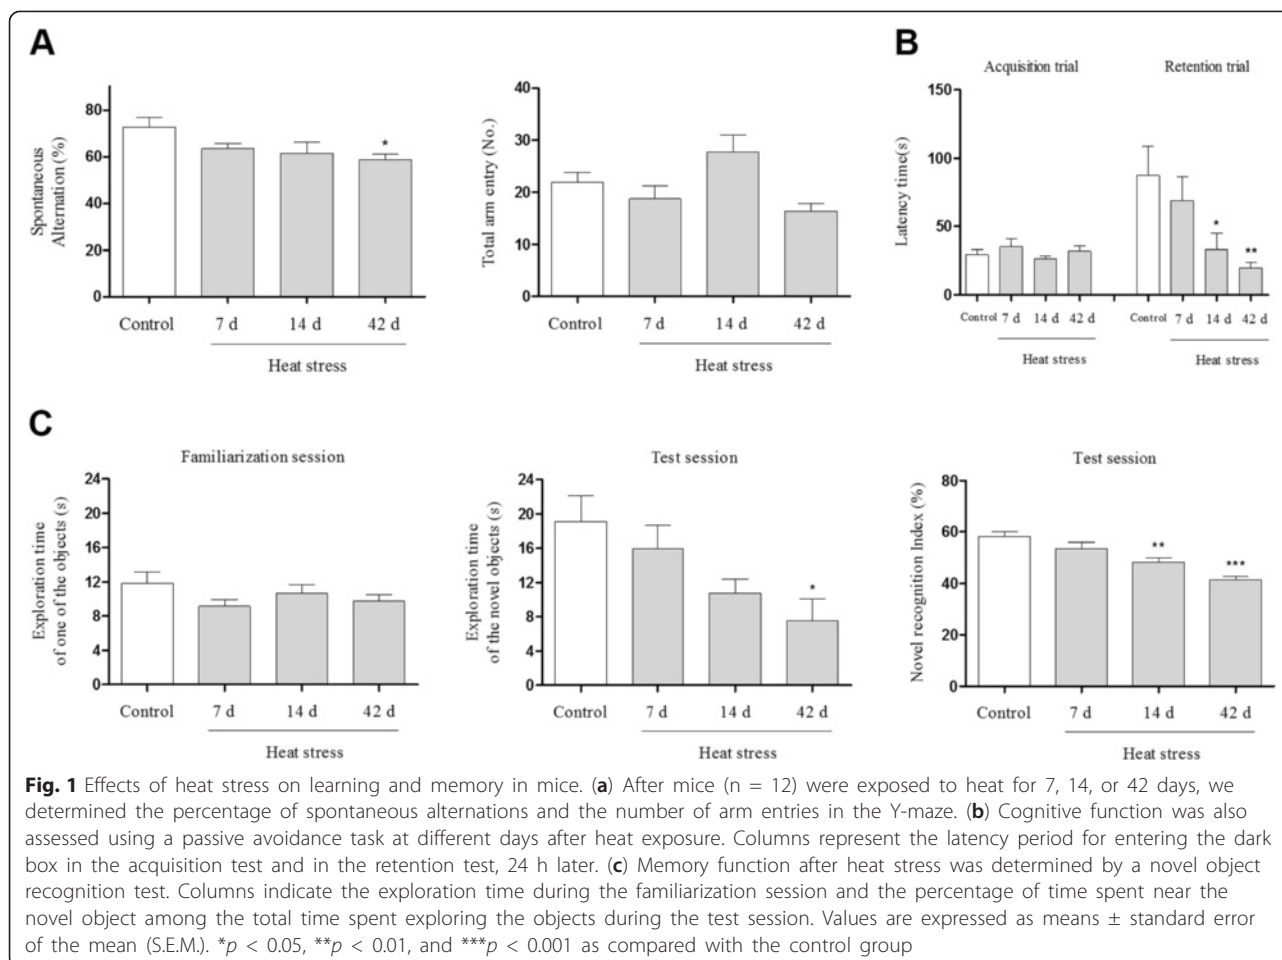 A
Spontaneous
Alternation (%)
80
60
40
20
0
Control 7 d 14 d 42 d
*
Heat stress
Total arm entry (No.)
40
30
20
10
0
Control 7 d 14 d 42 d
Heat stress
B
Acquisition trial Retention trial
Latency time(s)
150
100
50
0
* **
Control 7 d 14 d 42 d Control 7 d 14 d 42 d
Heat stress Heat stress
C
Familiarization session
Exploration time
of one of the objects (s)
24
20
16
12
8
4
0
Control 7 d 14 d 42 d
Heat stress
Test session
Exploration time
of the novel objects (s)
24
20
16
12
8
4
0
*
Control 7 d 14 d 42 d
Heat stress
Test session
Novel recognition Index (%)
80
60
40
20
0
** ***
Control 7 d 14 d 42 d
Heat stress
Fig. 1 Effects of heat stress on learning and memory in mice. (a) After mice (n = 12) were exposed to heat for 7, 14, or 42 days, we
determined the percentage of spontaneous alternations and the number of arm entries in the Y-maze. (b) Cognitive function was also
assessed using a passive avoidance task at different days after heat exposure. Columns represent the latency period for entering the dark
box in the acquisition test and in the retention test, 24 h later. (c) Memory function after heat stress was determined by a novel object
recognition test. Columns indicate the exploration time during the familiarization session and the percentage of time spent near the
novel object among the total time spent exploring the objects during the test session. Values are expressed as means ± standard error
of the mean (S.E.M.). *p < 0.05, **p < 0.01, and ***p < 0.001 as compared with the control group